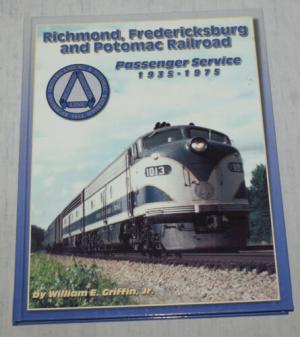 Richmond, Fredericksburg
and Potomac Railroad
Passenger Service
1935-1975
1013
by William E. Griffin, Jr.